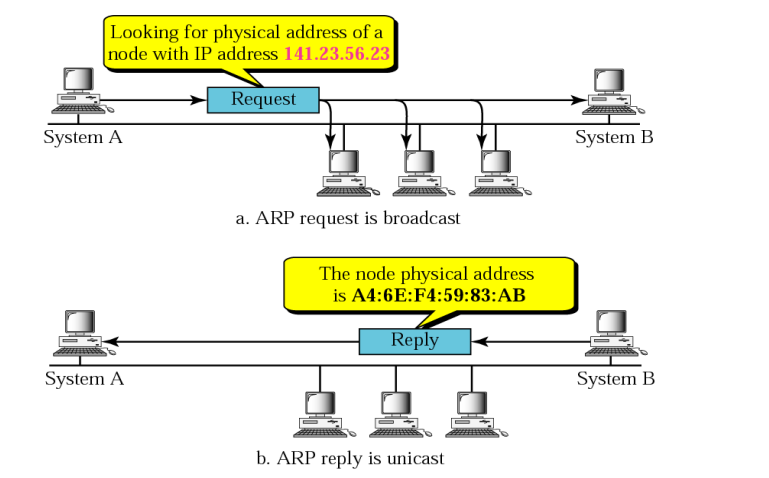 Looking for physical address of a
node with IP address 141.23.56.23
Request
System A
System B
a. ARP request is broadcast
The node physical address
is A4:6E:F4:59:83:AB
Reply
System A
System B
b. ARP reply is unicast